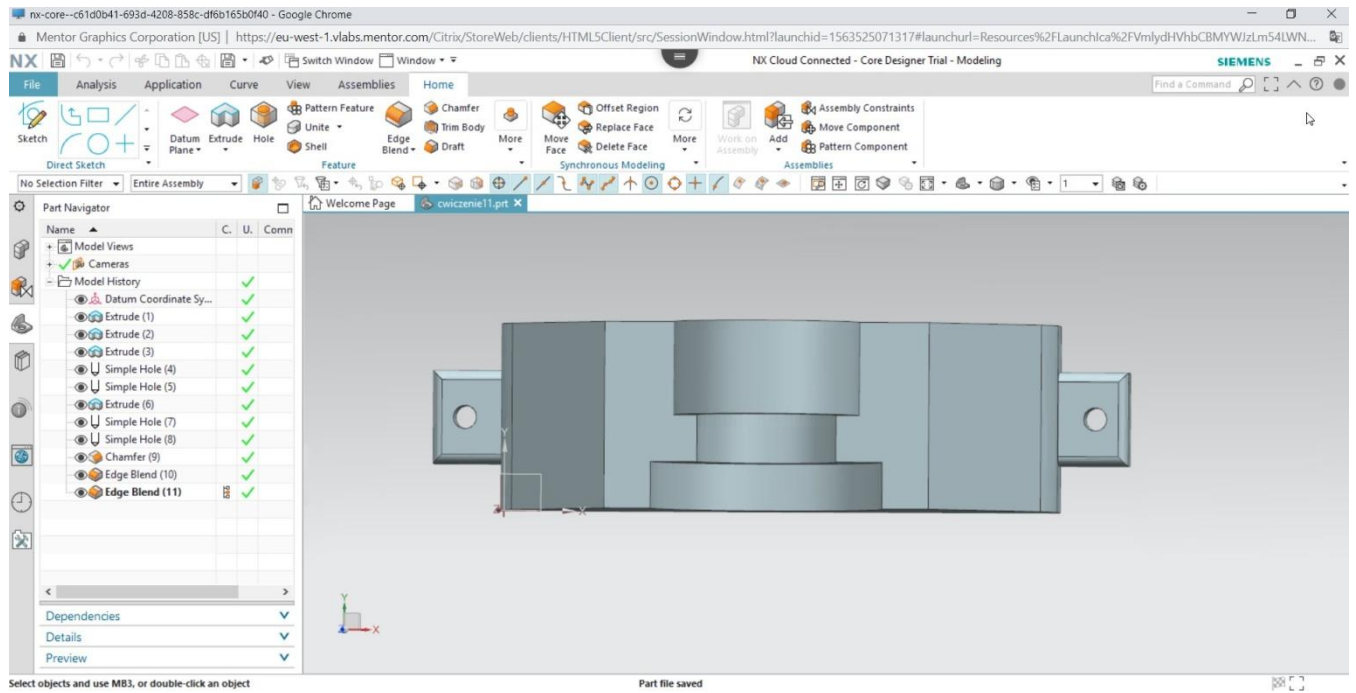 nx-core--c61d0b41-693d-4208-858c-df6b165b0f40 - Google Chrome
Mentor Graphics Corporation [US] | https://eu-west-1.vlabs.mentor.com/Citrix/StoreWeb/clients/HTML5Client/src/SessionWindow.html?launchid=1563525071317#launchurl=Resources%2FLaunchIca%2FVmlydHVhbCBMYWJzLm54LWN...
NX Switch Window Window NX Cloud Connected - Core Designer Trial - Modeling SIEMENS
File Analysis Application Curve View Assemblies Home Find a Command
Pattern Feature Chamfer Offset Region Assembly Constraints
Unite Trim Body Replace Face Move Component
Shell Draft Delete Face Pattern Component
Sketch Datum Plane Extrude Hole Edge Blend More Move Face More Work on Assembly Add
Direct Sketch Feature Synchronous Modeling Assemblies
No Selection Filter Entire Assembly 1
Part Navigator Welcome Page cwiczenie11.prt
Name C. U. Comn
Model Views
Cameras
Model History
Datum Coordinate Sy...
Extrude (1)
Extrude (2)
Extrude (3)
Simple Hole (4)
Simple Hole (5)
Extrude (6)
Simple Hole (7)
Simple Hole (8)
Chamfer (9)
Edge Blend (10)
Edge Blend (11)
Y
X
Z
Y
X
Z
Dependencies
Details
Preview
Select objects and use MB3, or double-click an object Part file saved